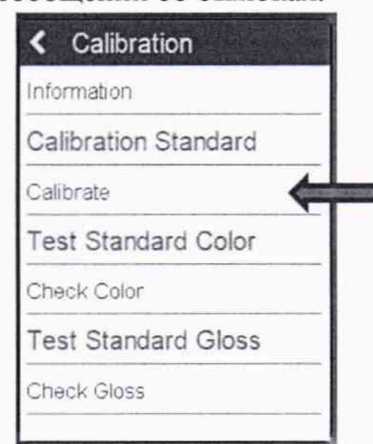 ‹ Calibration
Information
Calibration Standard
Calibrate
Test Standard Color
Check Color
Test Standard Gloss
Check Gloss